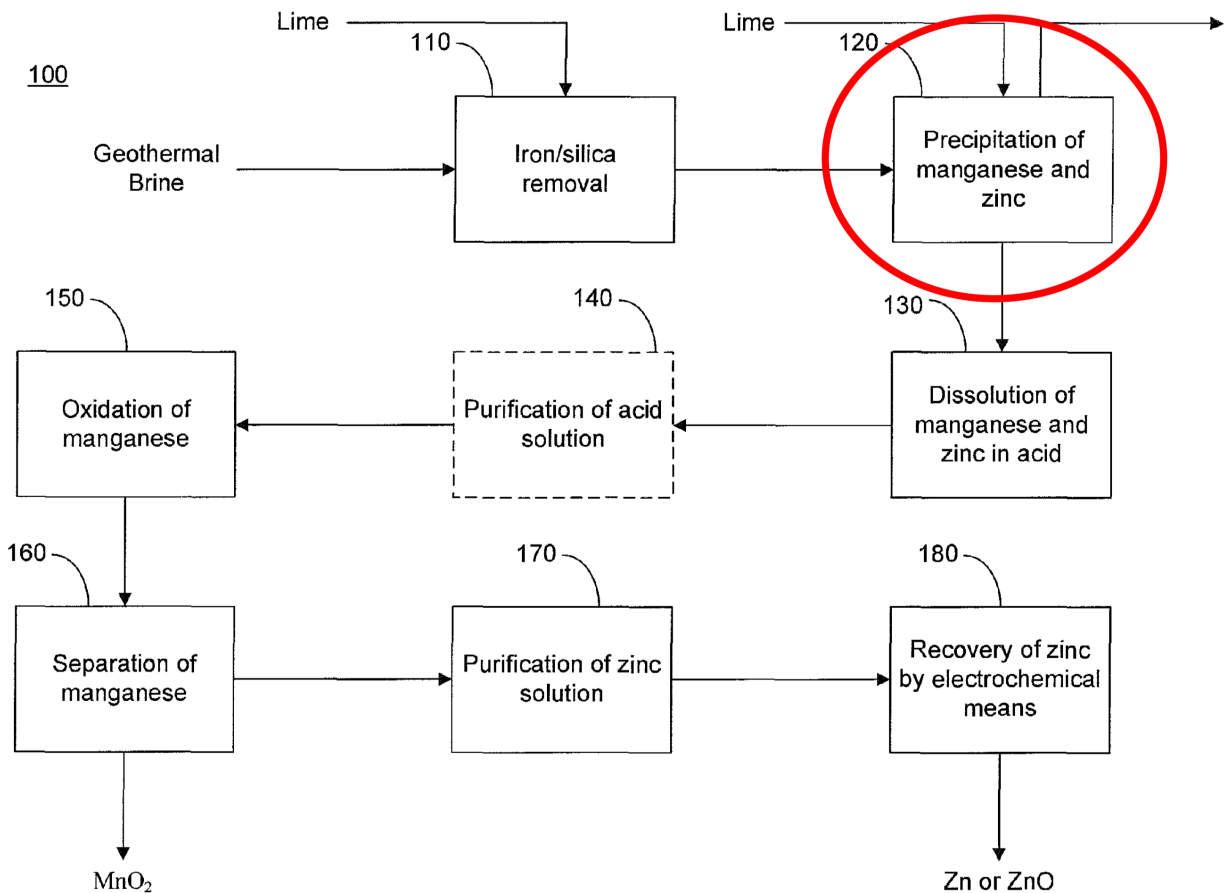 Lime
Lime
110
120
100
Geothermal
Brine
Iron/silica
removal
Precipitation of
manganese and
zinc
150
140
130
Oxidation of
manganese
Purification of acid
solution
Dissolution of
manganese and
zinc in acid
160
170
180
Separation of
manganese
Purification of zinc
solution
Recovery of zinc
by electrochemical
means
MnO₂
Zn or ZnO